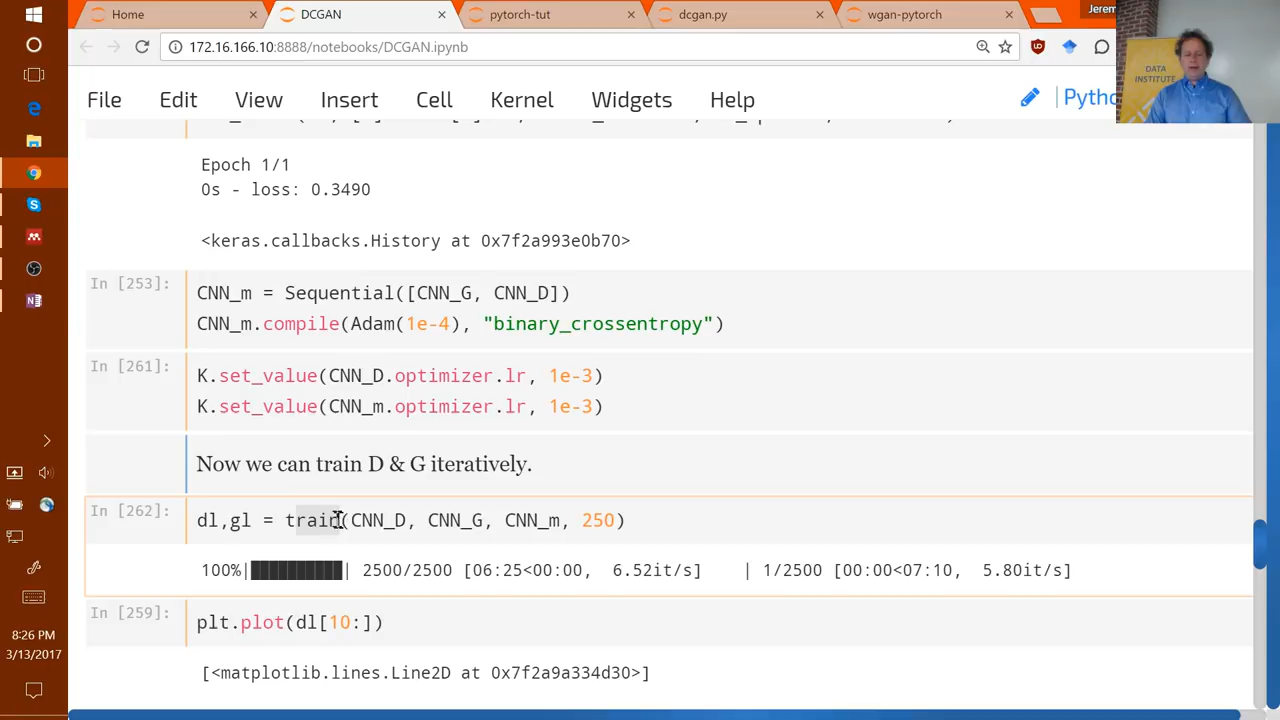 Home
DCGAN
pytorch-tut
dcgan.py
wgan-pytorch
Jerem
172.16.166.10:8888/notebooks/DCGAN.ipynb
DATA
INSTITUTE
File Edit View Insert Cell Kernel Widgets Help
Epoch 1/1
0s - loss: 0.3490
<keras.callbacks.History at 0x7f2a993e0b70>
In [253]:
CNN_m = Sequential([CNN_G, CNN_D])
CNN_m.compile(Adam(1e-4), "binary_crossentropy")
In [261]:
K.set_value(CNN_D.optimizer.lr, 1e-3)
K.set_value(CNN_m.optimizer.lr, 1e-3)
Now we can train D & G iteratively.
In [262]:
dl,gl = train(CNN_D, CNN_G, CNN_m, 250)
100%|██████████| 2500/2500 [06:25<00:00, 6.52it/s] | 1/2500 [00:00<07:10, 5.80it/s]
In [259]:
plt.plot(dl[10:])
[<matplotlib.lines.Line2D at 0x7f2a9a334d30>]
8:26 PM
3/13/2017